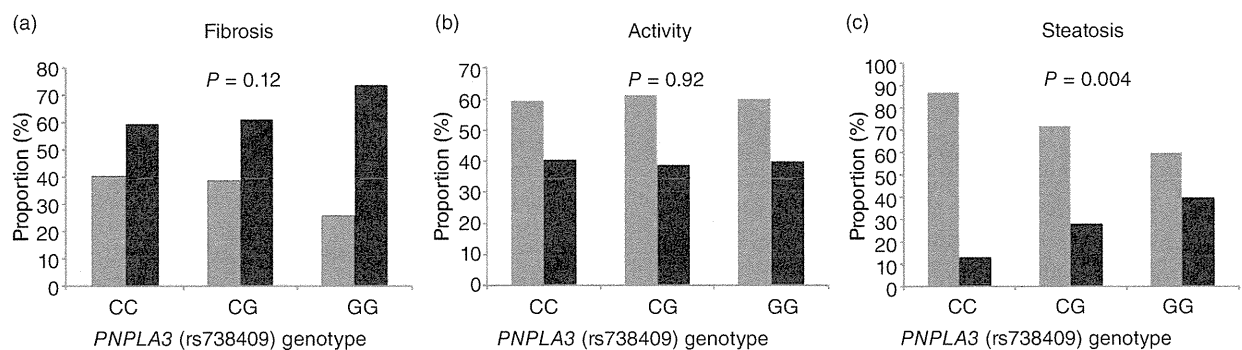 (a)
Fibrosis
P = 0.12
Proportion (%)
80
70
60
50
40
30
20
10
0
CC CG GG
PNPLA3 (rs738409) genotype
(b)
Activity
P = 0.92
Proportion (%)
70
60
50
40
30
20
10
0
CC CG GG
PNPLA3 (rs738409) genotype
(c)
Steatosis
P = 0.004
Proportion (%)
100
90
80
70
60
50
40
30
20
10
0
CC CG GG
PNPLA3 (rs738409) genotype